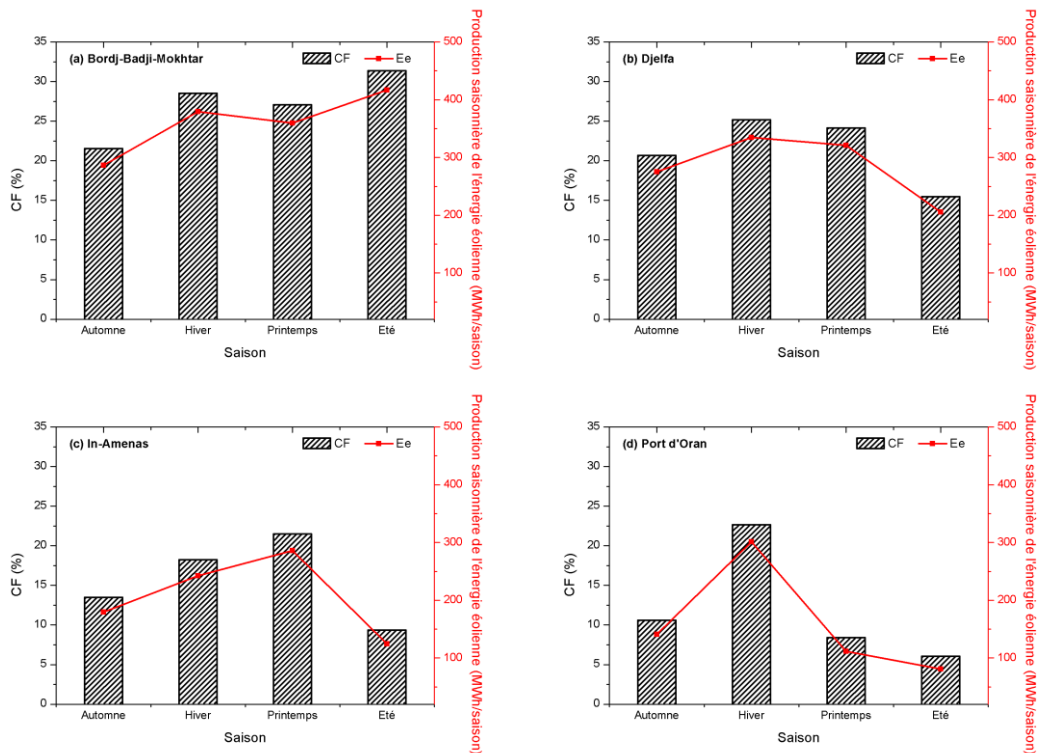 (a) Bordj-Badji-Mokhtar
CF
Ee
35
30
25
20
15
10
5
0
CF (%)
500
400
300
200
100
Production saisonnière de l'énergie éolienne (MWh/saison)
Automne Hiver Printemps Eté
Saison
(b) Djelfa
CF
Ee
35
30
25
20
15
10
5
0
CF (%)
500
400
300
200
100
Production saisonnière de l'énergie éolienne (MWh/saison)
Automne Hiver Printemps Eté
Saison
(c) In-Amenas
CF
Ee
35
30
25
20
15
10
5
0
CF (%)
500
400
300
200
100
Production saisonnière de l'énergie éolienne (MWh/saison)
Automne Hiver Printemps Eté
Saison
(d) Port d'Oran
CF
Ee
35
30
25
20
15
10
5
0
CF (%)
500
400
300
200
100
Production saisonnière de l'énergie éolienne (MWh/saison)
Automne Hiver Printemps Eté
Saison